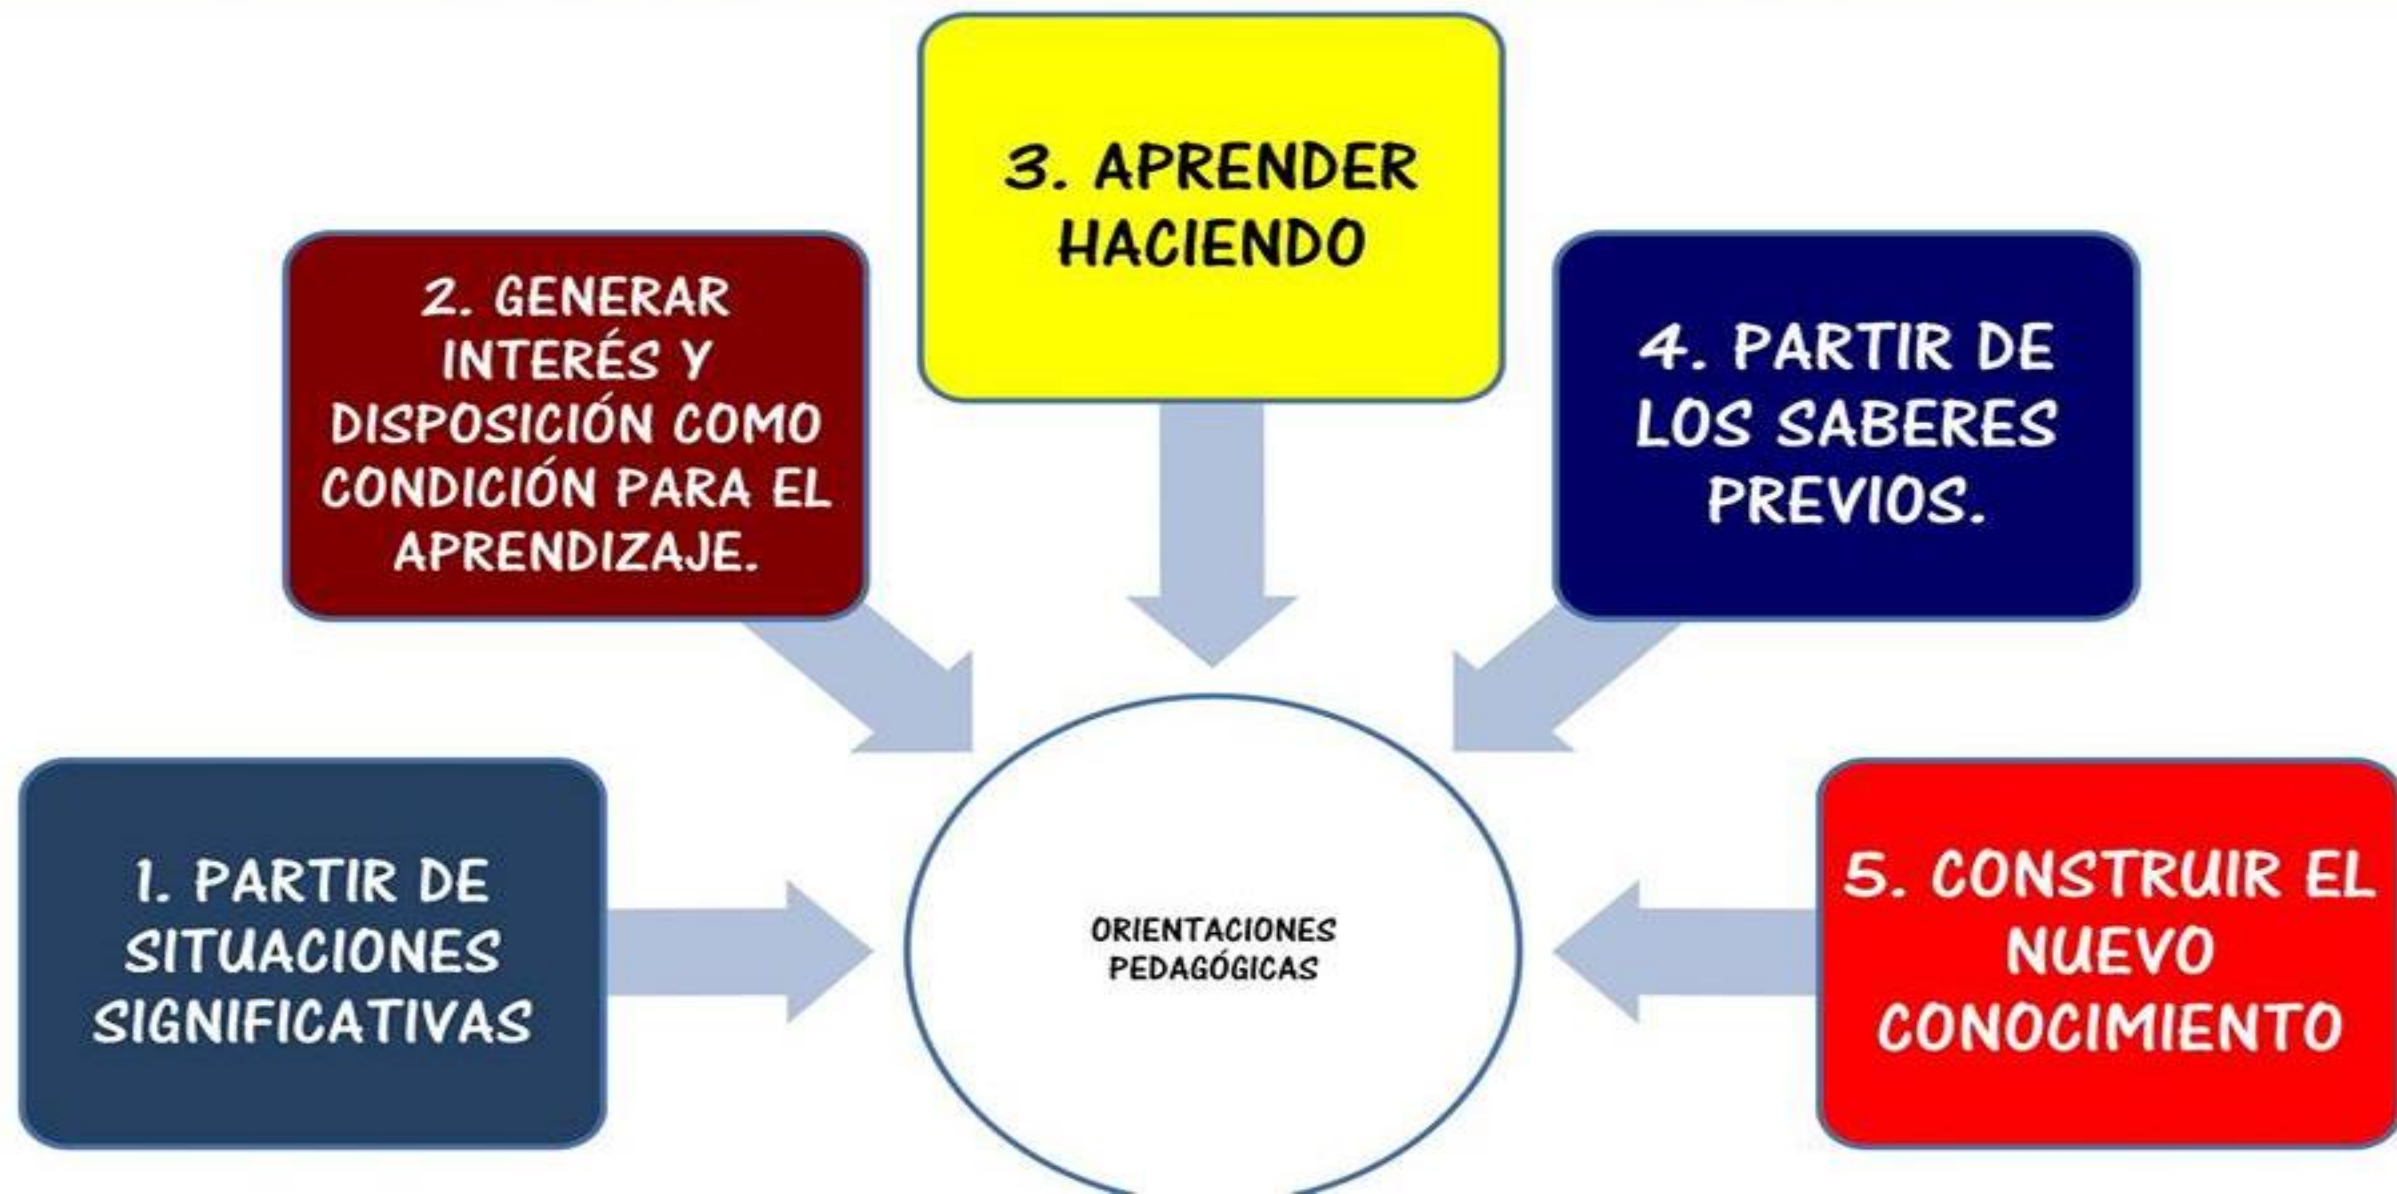 3. APRENDER
HACIENDO
2. GENERAR
INTERÉS Y
DISPOSICIÓN COMO
CONDICIÓN PARA EL
APRENDIZAJE.
4. PARTIR DE
LOS SABERES
PREVIOS.
1. PARTIR DE
SITUACIONES
SIGNIFICATIVAS
ORIENTACIONES
PEDAGÓGICAS
5. CONSTRUIR EL
NUEVO
CONOCIMIENTO